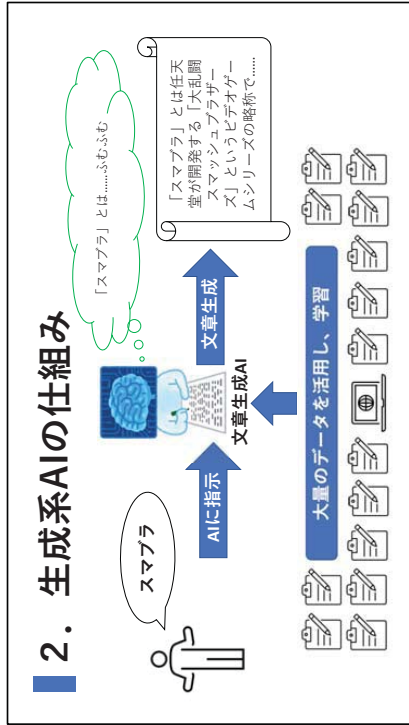 2．生成系AIの仕組み
スマブラ
AIに指示
文章生成AI
「スマブラ」とは……ふむふむ
文章生成
「スマブラ」とは任天
堂が開発する「大乱闘
スマッシュブラザー
ズ」というビデオゲー
ムシリーズの略称で……
大量のデータを活用し、学習